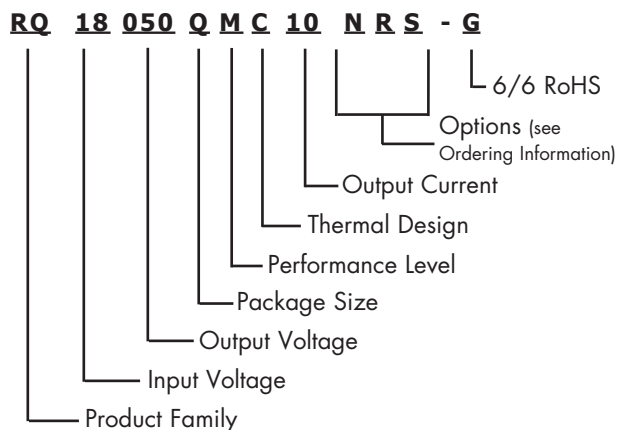 RQ 18 050 Q M C 10 N R S - G
6/6 RoHS
Options (see
Ordering Information)
Output Current
Thermal Design
Performance Level
Package Size
Output Voltage
Input Voltage
Product Family